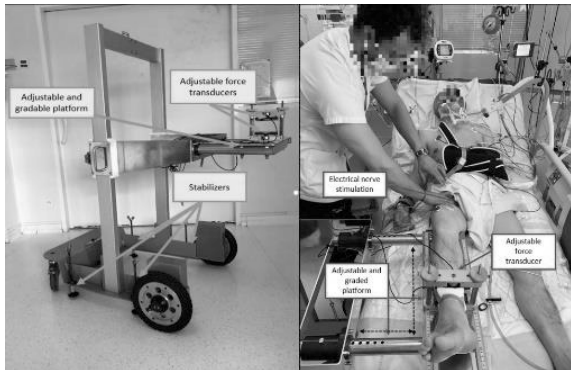 Adjustable force
transducers
Adjustable and
gradable platform
Stabilizers
Electrical nerve
stimulation
Adjustable
force
transducer
Adjustable and
graded
platform